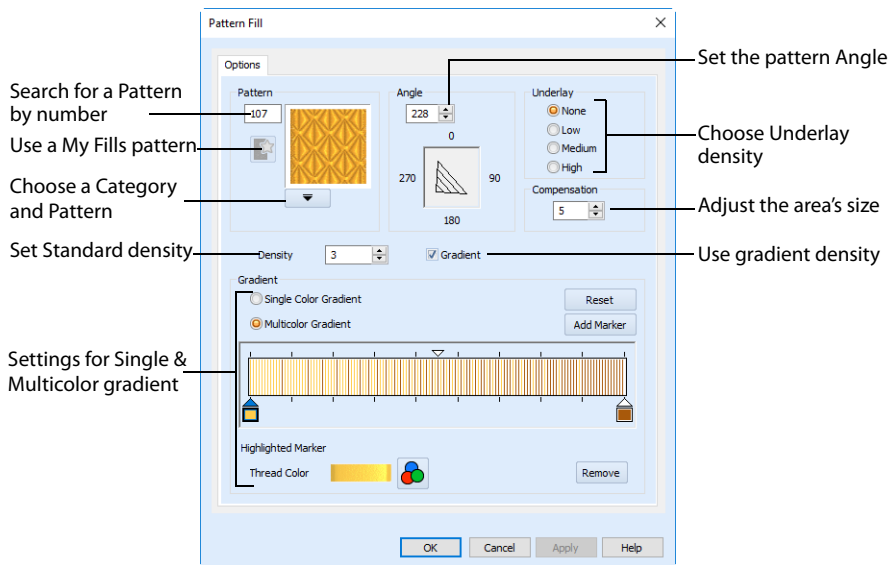 Pattern Fill
Options
Set the pattern Angle
Search for a Pattern
by number
Pattern
107
Angle
228
0
270
90
180
Underlay
None
Low
Medium
High
Choose Underlay
density
Use a My Fills pattern
Choose a Category
and Pattern
Compensation
5
Adjust the area's size
Set Standard density
Density
3
Gradient
Use gradient density
Gradient
Single Color Gradient
Reset
Multicolor Gradient
Add Marker
Settings for Single &
Multicolor gradient
Highlighted Marker
Thread Color
Remove
OK
Cancel
Apply
Help